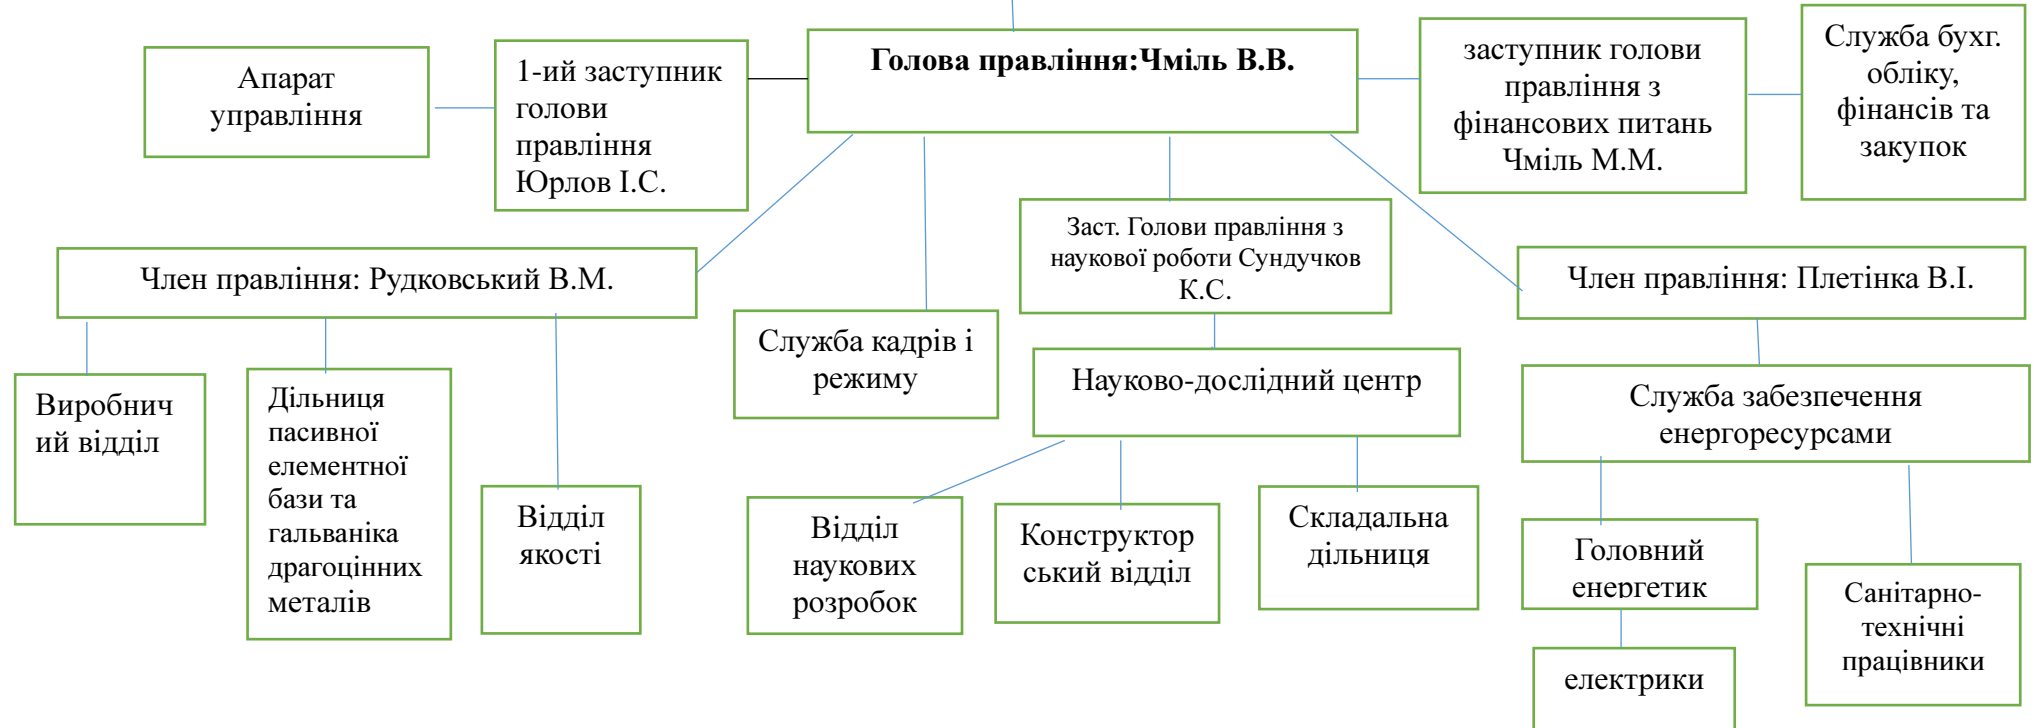 Апарат
управління
1-ий заступник
голови
правління
Юрлов І.С.
Голова правління:Чміль В.В.
заступник голови
правління з
фінансових питань
Чміль М.М.
Служба бухг.
обліку,
фінансів та
закупок
Член правління: Рудковський В.М.
Служба кадрів і
режиму
Заст. Голови правління з
наукової роботи Сундучков
К.С.
Член правління: Плетінка В.І.
Науково-дослідний центр
Служба забезпечення
енергоресурсами
Виробнич
ий відділ
Дільниця
пасивної
елементної
бази та
гальваніка
драгоцінних
металів
Відділ
якості
Відділ
наукових
розробок
Конструктор
ський відділ
Складальна
дільниця
Головний
енергетик
Санітарно-
технічні
працівники
електрики